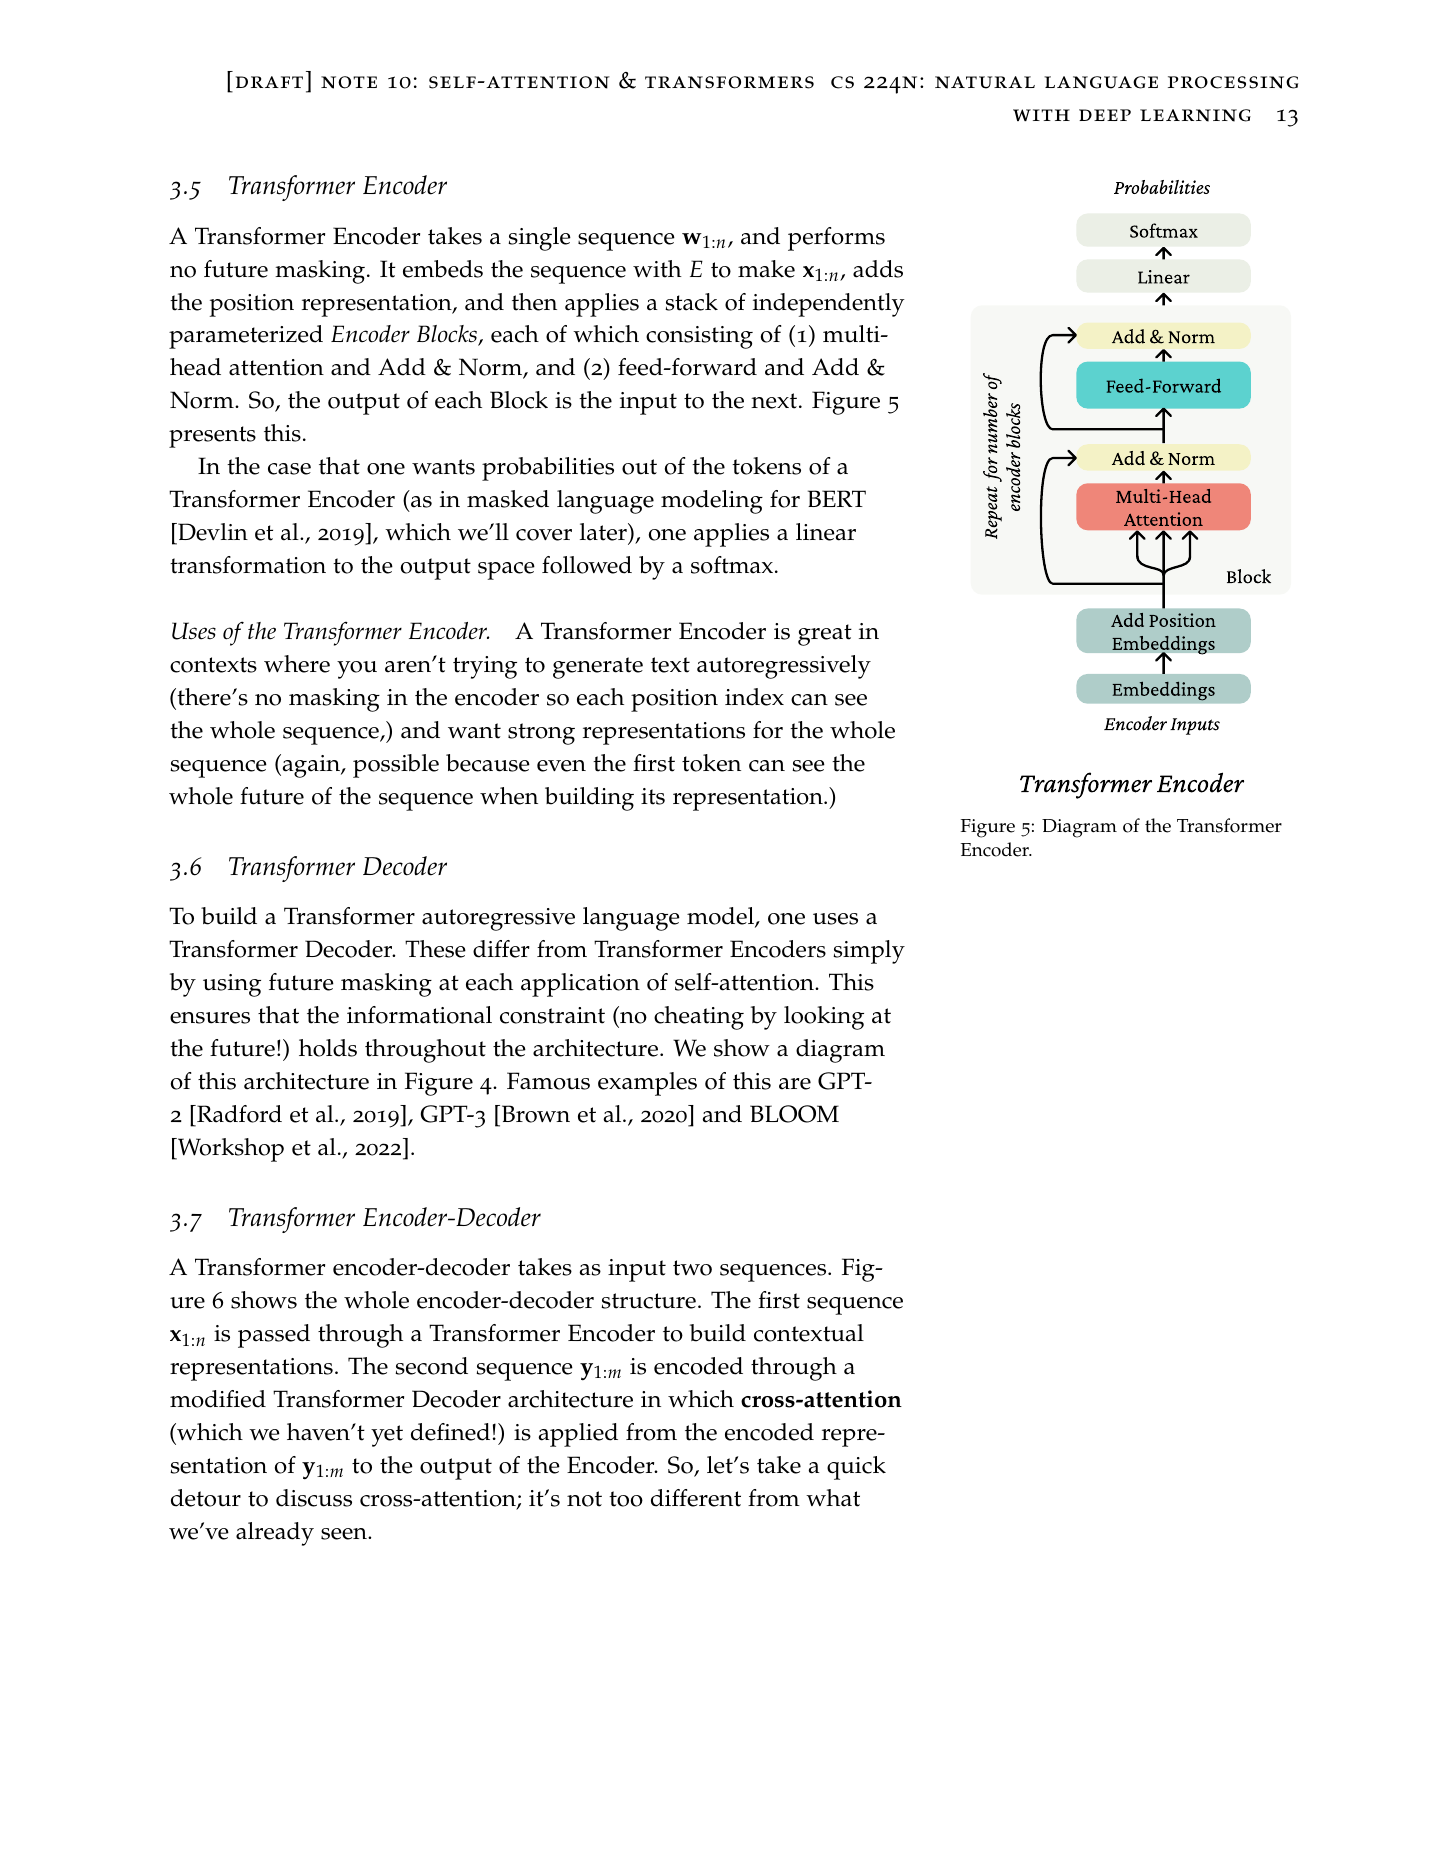 [DRAFT] NOTE 10: SELF-ATTENTION & TRANSFORMERS CS 224N: NATURAL LANGUAGE PROCESSING
WITH DEEP LEARNING 13
3.5 Transformer Encoder
A Transformer Encoder takes a single sequence w1:n, and performs
no future masking. It embeds the sequence with E to make x1:n, adds
the position representation, and then applies a stack of independently
parameterized Encoder Blocks, each of which consisting of (1) multi-
head attention and Add & Norm, and (2) feed-forward and Add &
Norm. So, the output of each Block is the input to the next. Figure 5
presents this.
In the case that one wants probabilities out of the tokens of a
Transformer Encoder (as in masked language modeling for BERT
[Devlin et al., 2019], which we'll cover later), one applies a linear
transformation to the output space followed by a softmax.
Uses of the Transformer Encoder. A Transformer Encoder is great in
contexts where you aren't trying to generate text autoregressively
(there's no masking in the encoder so each position index can see
the whole sequence,) and want strong representations for the whole
sequence (again, possible because even the first token can see the
whole future of the sequence when building its representation.)
3.6 Transformer Decoder
To build a Transformer autoregressive language model, one uses a
Transformer Decoder. These differ from Transformer Encoders simply
by using future masking at each application of self-attention. This
ensures that the informational constraint (no cheating by looking at
the future!) holds throughout the architecture. We show a diagram
of this architecture in Figure 4. Famous examples of this are GPT-
2 [Radford et al., 2019], GPT-3 [Brown et al., 2020] and BLOOM
[Workshop et al., 2022].
3.7 Transformer Encoder-Decoder
A Transformer encoder-decoder takes as input two sequences. Fig-
ure 6 shows the whole encoder-decoder structure. The first sequence
x1:n is passed through a Transformer Encoder to build contextual
representations. The second sequence y1:m is encoded through a
modified Transformer Decoder architecture in which cross-attention
(which we haven't yet defined!) is applied from the encoded repre-
sentation of y1:m to the output of the Encoder. So, let's take a quick
detour to discuss cross-attention; it's not too different from what
we've already seen.
Probabilities
Softmax
Linear
Add & Norm
Feed-Forward
Add & Norm
Multi-Head
Attention
Repeat for number of
encoder blocks
Block
Add Position
Embeddings
Embeddings
Encoder Inputs
Transformer Encoder
Figure 5: Diagram of the Transformer
Encoder.